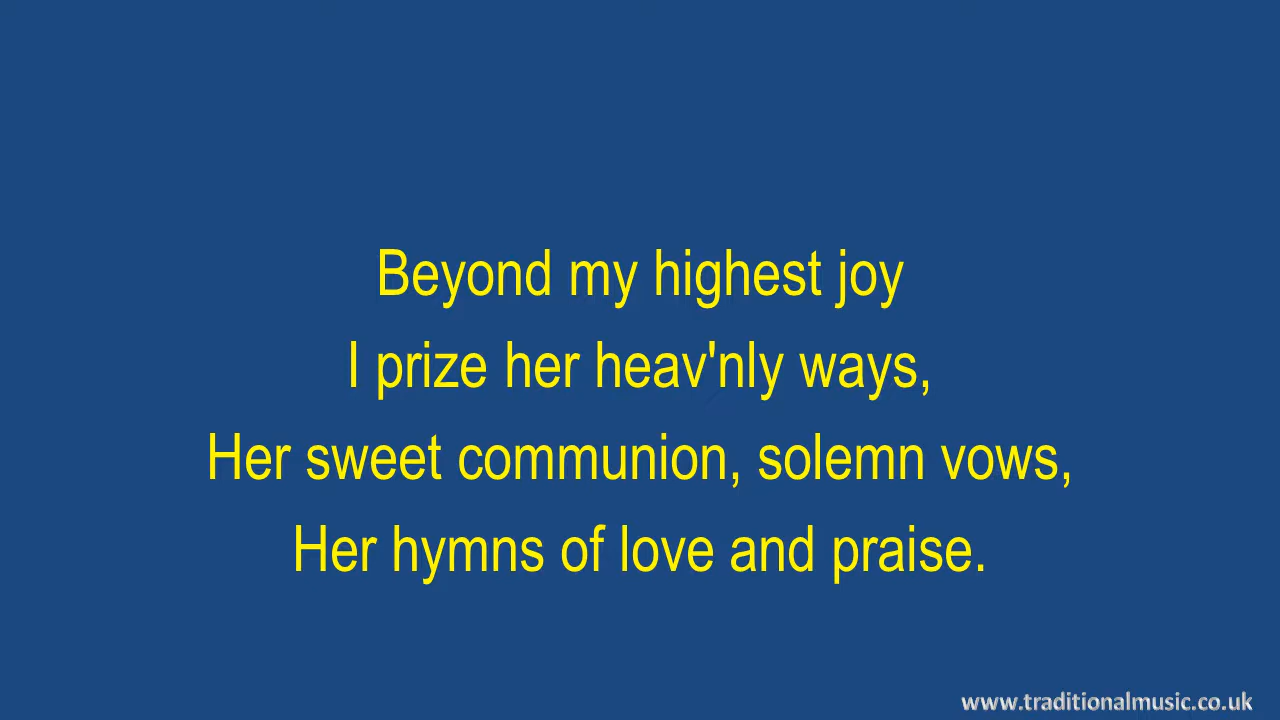 Beyond my highest joy
I prize her heav'nly ways,
Her sweet communion, solemn vows,
Her hymns of love and praise.
www.traditionalmusic.co.uk